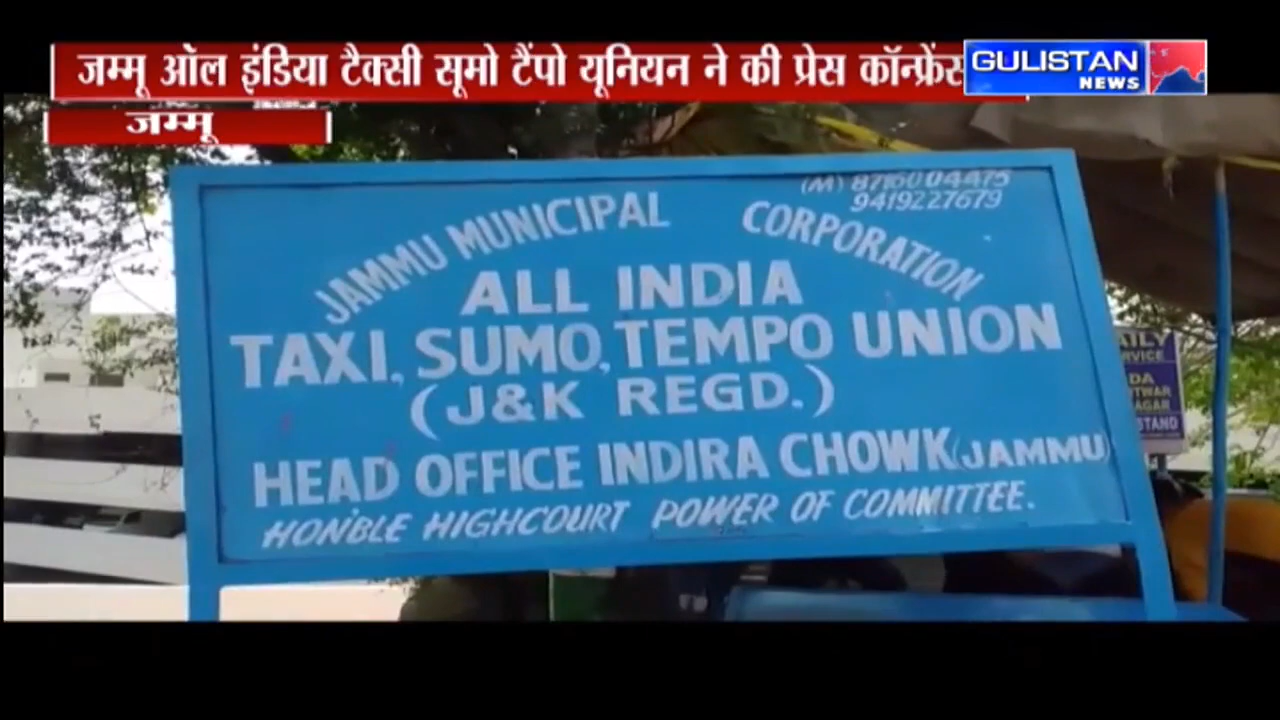 जम्मू ऑल इंडिया टैक्सी सूमो टैंपो यूनियन ने की प्रेस कॉन्फ्रेंस
GULISTAN
NEWS
जम्मू
(M) 8716004475
9419227679
JAMMU MUNICIPAL CORPORATION
ALL INDIA
TAXI, SUMO, TEMPO UNION
(J&K REGD.)
HEAD OFFICE INDIRA CHOWK (JAMMU)
HON'BLE HIGHCOURT POWER OF COMMITTEE.
STAND